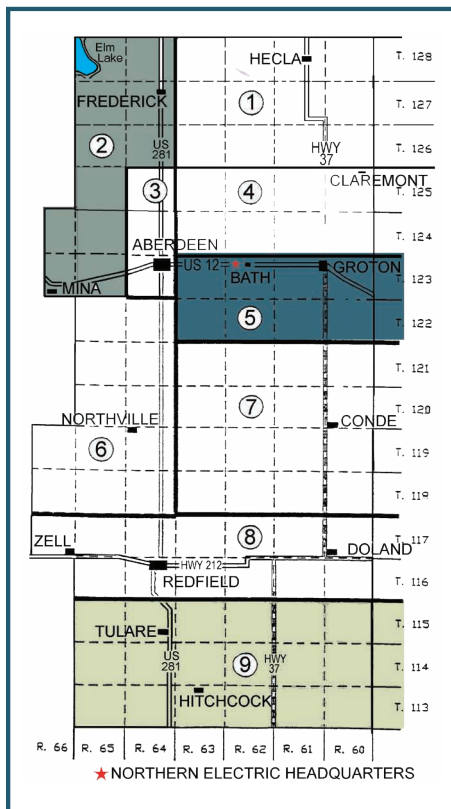 Elm
Lake
HECLA
T. 128
FREDERICK
1
T. 127
2
US
281
HWY
37
T. 126
3
4
CLAREMONT
T. 125
ABERDEEN
T. 124
US 12
BATH
GROTON
T. 123
MINA
5
T. 122
T. 121
7
T. 120
NORTHVILLE
CONDE
6
T. 119
T. 118
ZELL
8
T. 117
DOLAND
HWY 212
REDFIELD
T. 116
TULARE
T. 115
US
281
9
HWY
37
T. 114
HITCHCOCK
T. 113
R. 66 R. 65 R. 64 R. 63 R. 62 R. 61 R. 60
★ NORTHERN ELECTRIC HEADQUARTERS